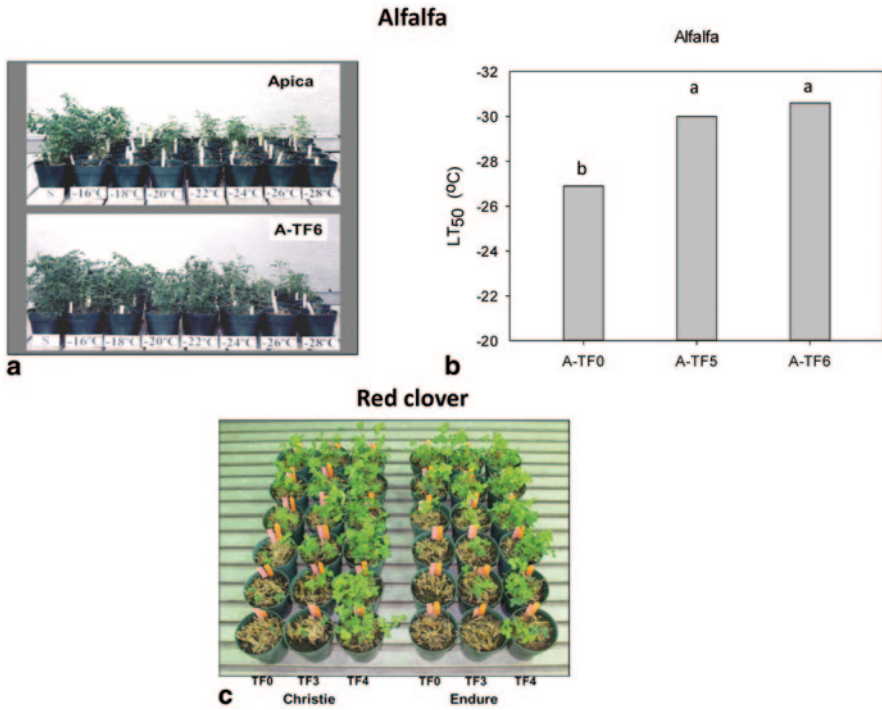 Alfalfa
Apica
S -16°C -18°C -20°C -22°C -24°C -26°C -28°C
A-TF6
S -16°C -18°C -20°C -22°C -24°C -26°C -28°C
a
Alfalfa
LT50 (ºC)
-32
-30
-28
-26
-24
-22
-20
b
a
a
A-TF0 A-TF5 A-TF6
b
Red clover
TF0 TF3 TF4 TF0 TF3 TF4
Christie Endure
c